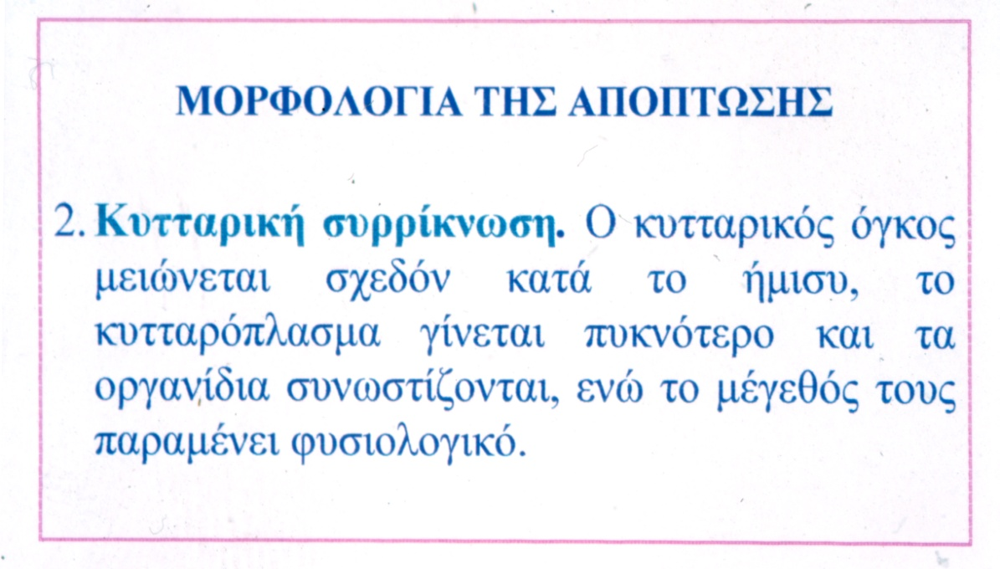 ΜΟΡΦΟΛΟΓΙΑ ΤΗΣ ΑΠΟΠΤΩΣΗΣ
2. Κυτταρική συρρίκνωση. Ο κυτταρικός όγκος
μειώνεται σχεδόν κατά το ήμισυ, το
κυτταρόπλασμα γίνεται πυκνότερο και τα
οργανίδια συνωστίζονται, ενώ το μέγεθός τους
παραμένει φυσιολογικό.